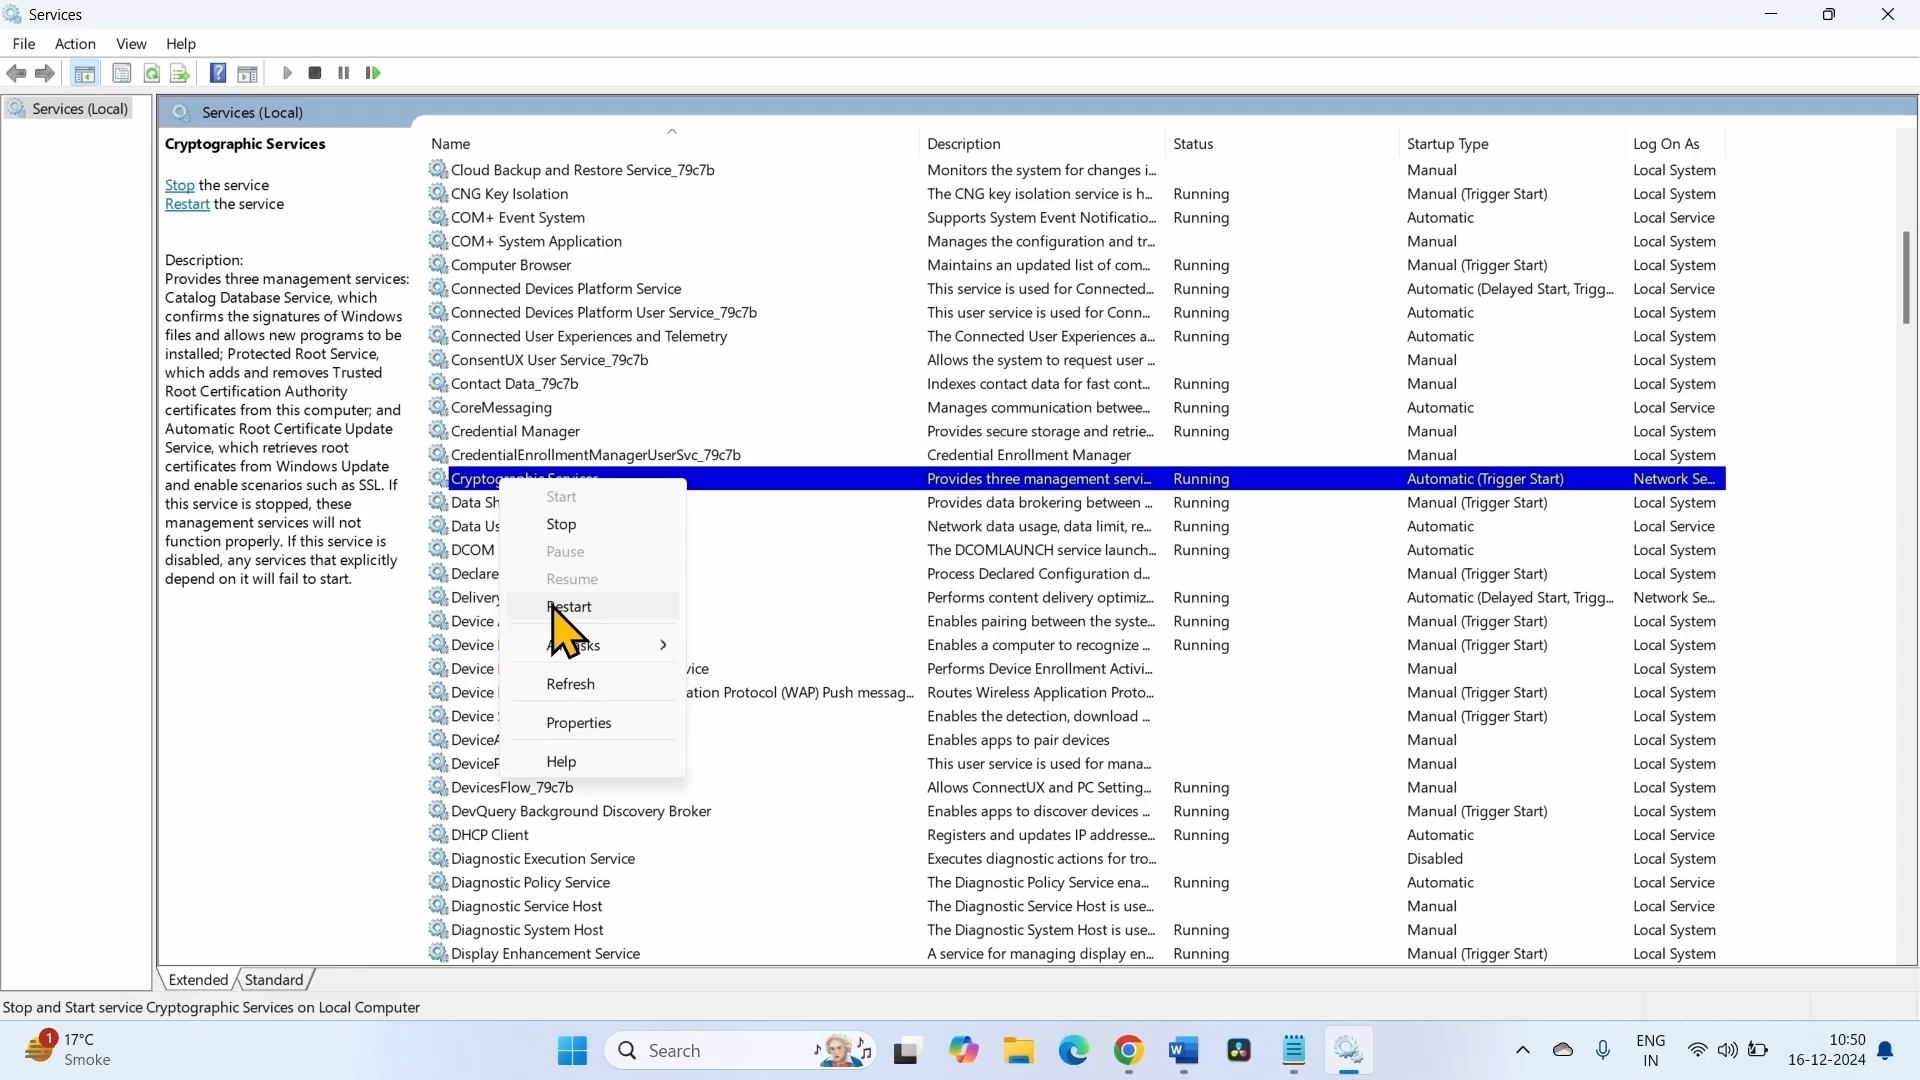 Services
File Action View Help
Services (Local)
Services (Local)
Cryptographic Services
Stop the service
Restart the service
Description:
Provides three management services:
Catalog Database Service, which
confirms the signatures of Windows
files and allows new programs to be
installed; Protected Root Service,
which adds and removes Trusted
Root Certification Authority
certificates from this computer; and
Automatic Root Certificate Update
Service, which retrieves root
certificates from Windows Update
and enable scenarios such as SSL. If
this service is stopped, these
management services will not
function properly. If this service is
disabled, any services that explicitly
depend on it will fail to start.
Name Description Status Startup Type Log On As
Cloud Backup and Restore Service_79c7b Monitors the system for changes i... Manual Local System
CNG Key Isolation The CNG key isolation service is h... Running Manual (Trigger Start) Local System
COM+ Event System Supports System Event Notificatio... Running Automatic Local Service
COM+ System Application Manages the configuration and tr... Manual Local System
Computer Browser Maintains an updated list of com... Running Manual (Trigger Start) Local System
Connected Devices Platform Service This service is used for Connected... Running Automatic (Delayed Start, Trigg... Local Service
Connected Devices Platform User Service_79c7b This user service is used for Conn... Running Automatic Local System
Connected User Experiences and Telemetry The Connected User Experiences a... Running Automatic Local System
ConsentUX User Service_79c7b Allows the system to request user ... Manual Local System
Contact Data_79c7b Indexes contact data for fast cont... Running Manual Local System
CoreMessaging Manages communication betwee... Running Automatic Local Service
Credential Manager Provides secure storage and retrie... Running Manual Local System
CredentialEnrollmentManagerUserSvc_79c7b Credential Enrollment Manager Manual Local System
Cryptographic Services Provides three management servi... Running Automatic (Trigger Start) Network Se...
Data Sh Provides data brokering between ... Running Manual (Trigger Start) Local System
Data Us Network data usage, data limit, re... Running Automatic Local Service
DCOM The DCOMLAUNCH service launch... Running Automatic Local System
Declare Process Declared Configuration d... Manual (Trigger Start) Local System
Delivery Performs content delivery optimiz... Running Automatic (Delayed Start, Trigg... Network Se...
Device A Enables pairing between the syste... Running Manual (Trigger Start) Local System
Device Enables a computer to recognize ... Running Manual (Trigger Start) Local System
Device vice Performs Device Enrollment Activi... Manual Local System
Device ation Protocol (WAP) Push messag... Routes Wireless Application Proto... Manual (Trigger Start) Local System
Device Enables the detection, download ... Manual (Trigger Start) Local System
DeviceA Enables apps to pair devices Manual Local System
DeviceP This user service is used for mana... Manual Local System
DevicesFlow_79c7b Allows ConnectUX and PC Setting... Running Manual Local System
DevQuery Background Discovery Broker Enables apps to discover devices ... Running Manual (Trigger Start) Local System
DHCP Client Registers and updates IP addresse... Running Automatic Local Service
Diagnostic Execution Service Executes diagnostic actions for tro... Disabled Local System
Diagnostic Policy Service The Diagnostic Policy Service ena... Running Automatic Local Service
Diagnostic Service Host The Diagnostic Service Host is use... Manual Local Service
Diagnostic System Host The Diagnostic System Host is use... Running Manual Local System
Display Enhancement Service A service for managing display en... Running Manual (Trigger Start) Local System
Start
Stop
Pause
Resume
Restart
Refresh
Properties
Help
Extended Standard
Stop and Start service Cryptographic Services on Local Computer
1
17°C
Smoke
Search
ENG
IN
10:50
16-12-2024